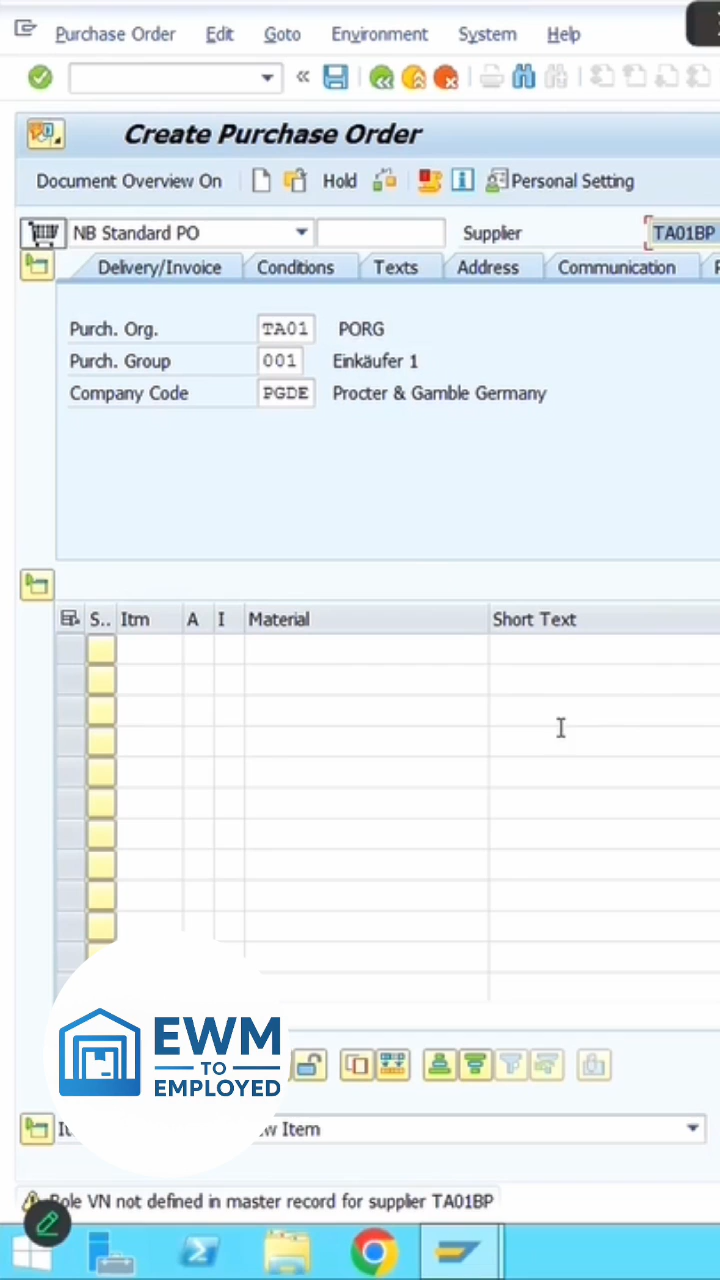 Purchase Order Edit Goto Environment System Help
Create Purchase Order
Document Overview On Hold Personal Setting
NB Standard PO Supplier TA01BP
Delivery/Invoice Conditions Texts Address Communication
Purch. Org. TA01 PORG
Purch. Group 001 Einkäufer 1
Company Code PGDE Procter & Gamble Germany
S.. Itm A I Material Short Text
EWM
TO
EMPLOYED
Item
Role VN not defined in master record for supplier TA01BP